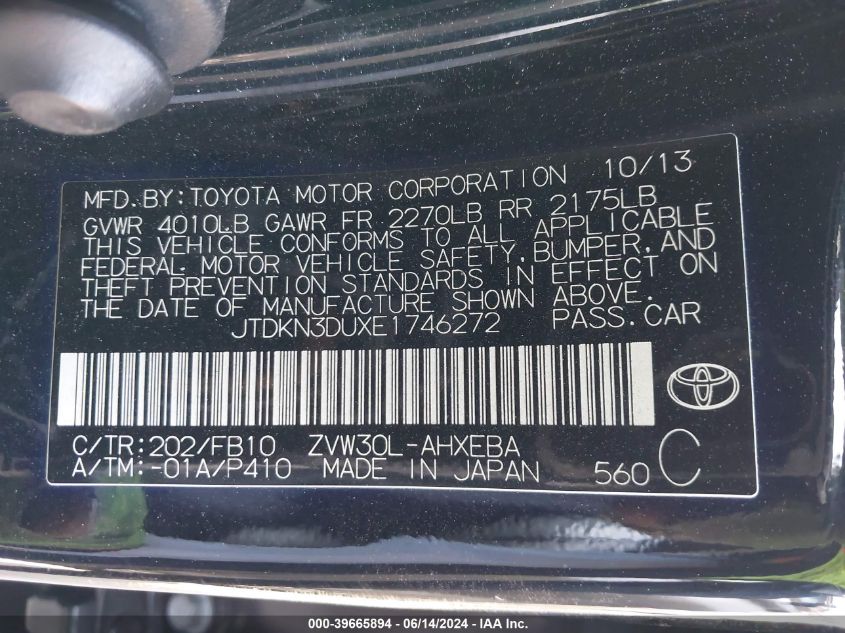 MFD.BY:TOYOTA MOTOR CORPORATION 10/13
GVWR 4010LB GAWR FR 2270LB RR 2175LB
THIS VEHICLE CONFORMS TO ALL APPLICABLE
FEDERAL MOTOR VEHICLE SAFETY,BUMPER,AND
THEFT PREVENTION STANDARDS IN EFFECT ON
THE DATE OF MANUFACTURE SHOWN ABOVE.
JTDKN3DUXE1746272 PASS.CAR
C/TR:202/FB10 ZVW30L-AHXEBA C
A/TM:-01A/P410 MADE IN JAPAN 560
000-39665894 - 06/14/2024 - IAA Inc.